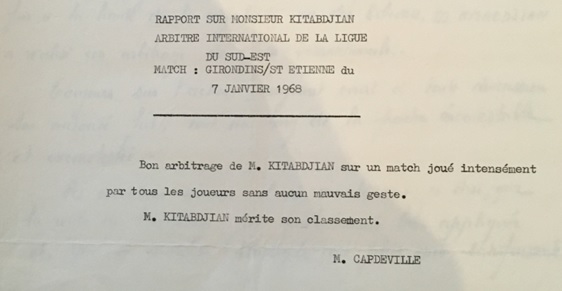 RAPPORT SUR MONSIEUR KITABDJIAN
ARBITRE INTERNATIONAL DE LA LIGUE
DU SUD-EST
MATCH : GIRONDINS/ST ETIENNE du
7 JANVIER 1968
Bon arbitrage de M. KITABDJIAN sur un match joué intensément
par tous les joueurs sans aucun mauvais geste.
M. KITABDJIAN mérite son classement.
M. CAPDEVILLE